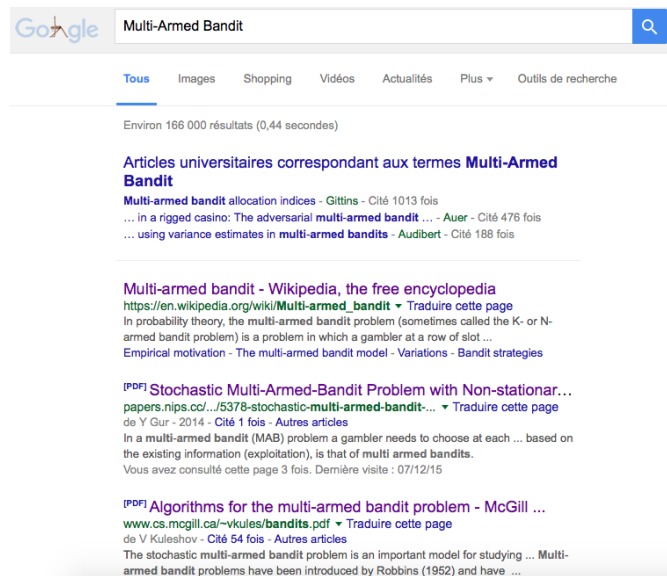 Google
Multi-Armed Bandit
Tous Images Shopping Vidéos Actualités Plus Outils de recherche
Environ 166 000 résultats (0,44 secondes)
Articles universitaires correspondant aux termes Multi-Armed
Bandit
Multi-armed bandit allocation indices - Gittins - Cité 1013 fois
... in a rigged casino: The adversarial multi-armed bandit ... - Auer - Cité 476 fois
... using variance estimates in multi-armed bandits - Audibert - Cité 188 fois
Multi-armed bandit - Wikipedia, the free encyclopedia
https://en.wikipedia.org/wiki/Multi-armed_bandit Traduire cette page
In probability theory, the multi-armed bandit problem (sometimes called the K- or N-
armed bandit problem) is a problem in which a gambler at a row of slot ...
Empirical motivation - The multi-armed bandit model - Variations - Bandit strategies
[PDF] Stochastic Multi-Armed-Bandit Problem with Non-stationar...
papers.nips.cc/.../5378-stochastic-multi-armed-bandit-... Traduire cette page
de Y Gur - 2014 - Cité 1 fois - Autres articles
In a multi-armed bandit (MAB) problem a gambler needs to choose at each ... based on
the existing information (exploitation), is that of multi armed bandits.
Vous avez consulté cette page 3 fois. Dernière visite : 07/12/15
[PDF] Algorithms for the multi-armed bandit problem - McGill ...
www.cs.mcgill.ca/~vkules/bandits.pdf Traduire cette page
de V Kuleshov - Cité 54 fois - Autres articles
The stochastic multi-armed bandit problem is an important model for studying ... Multi-
armed bandit problems have been introduced by Robbins (1952) and have ...